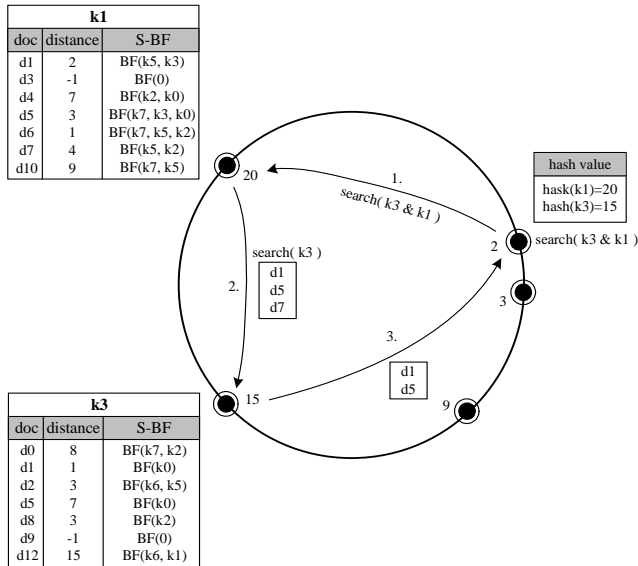 k1
doc distance S-BF
d1 2 BF(k5, k3)
d3 -1 BF(0)
d4 7 BF(k2, k0)
d5 3 BF(k7, k3, k0)
d6 1 BF(k7, k5, k2)
d7 4 BF(k5, k2)
d10 9 BF(k7, k5)
20
1.
search( k3 & k1 )
hash value
hask(k1)=20
hash(k3)=15
2
search( k3 & k1 )
3
search( k3 )
2.
d1
d5
d7
3.
d1
d5
15
9
k3
doc distance S-BF
d0 8 BF(k7, k2)
d1 1 BF(k0)
d2 3 BF(k6, k5)
d5 7 BF(k0)
d8 3 BF(k2)
d9 -1 BF(0)
d12 15 BF(k6, k1)